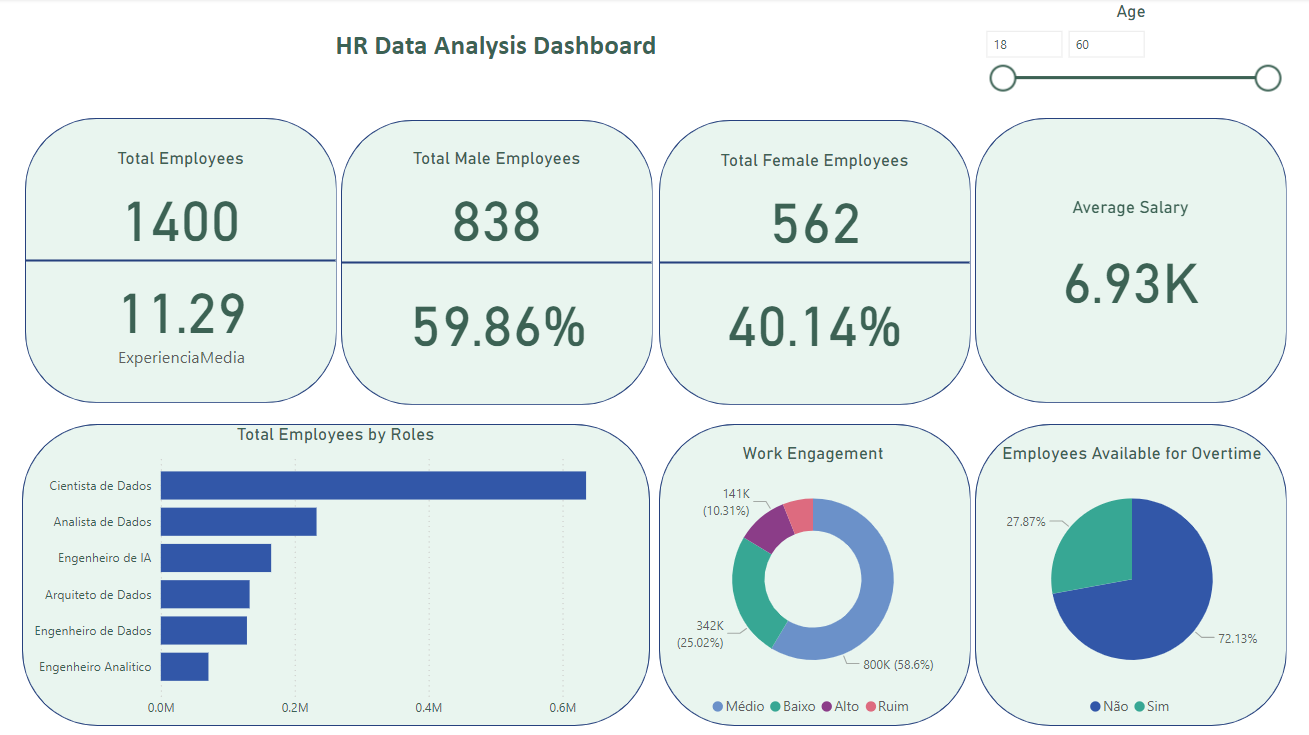 Age
HR Data Analysis Dashboard
18
60
Total Employees
1400
11.29
ExperienciaMedia
Total Male Employees
838
59.86%
Total Female Employees
562
40.14%
Average Salary
6.93K
Total Employees by Roles
Cientista de Dados
Analista de Dados
Engenheiro de IA
Arquiteto de Dados
Engenheiro de Dados
Engenheiro Analitico
0.0M 0.2M 0.4M 0.6M
Work Engagement
141K
(10.31%)
342K
(25.02%)
800K (58.6%)
Médio Baixo Alto Ruim
Employees Available for Overtime
27.87%
72.13%
Não Sim